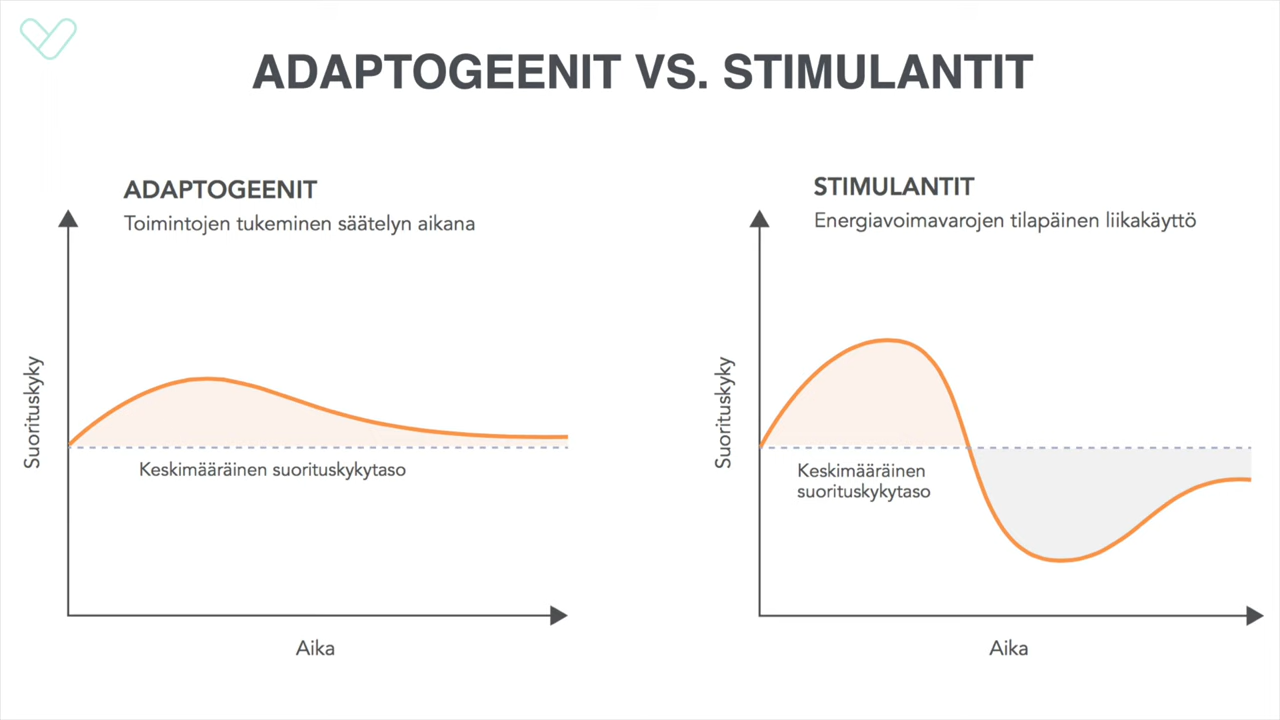 ADAPTOGEENIT VS. STIMULANTIT
ADAPTOGEENIT
Toimintojen tukeminen säätelyn aikana
Suorituskyky
Keskimääräinen suorituskykytaso
Aika
STIMULANTIT
Energiavoimavarojen tilapäinen liikakäyttö
Suorituskyky
Keskimääräinen
suorituskykytaso
Aika